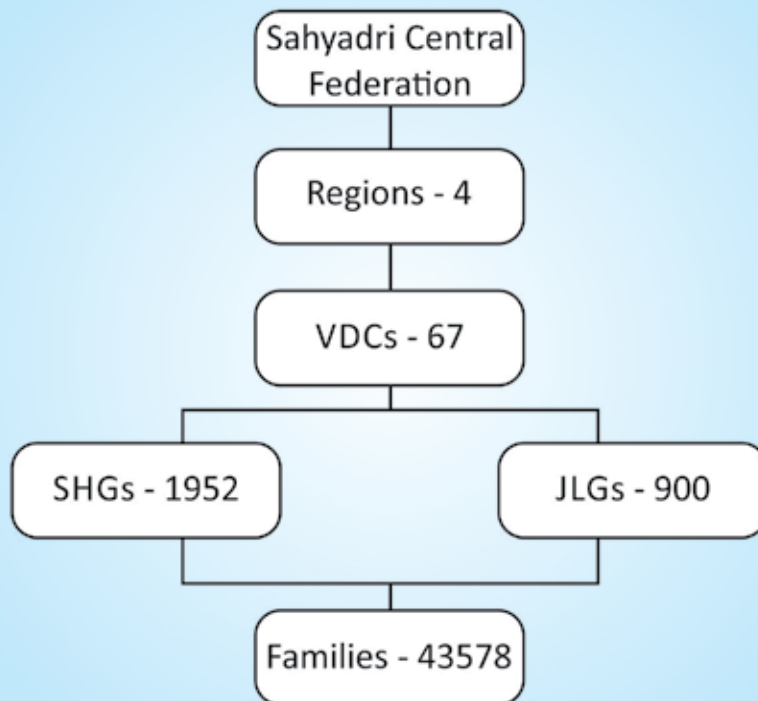 Sahyadri Central
Federation
Regions - 4
VDCs - 67
SHGs - 1952
JLGs - 900
Families - 43578